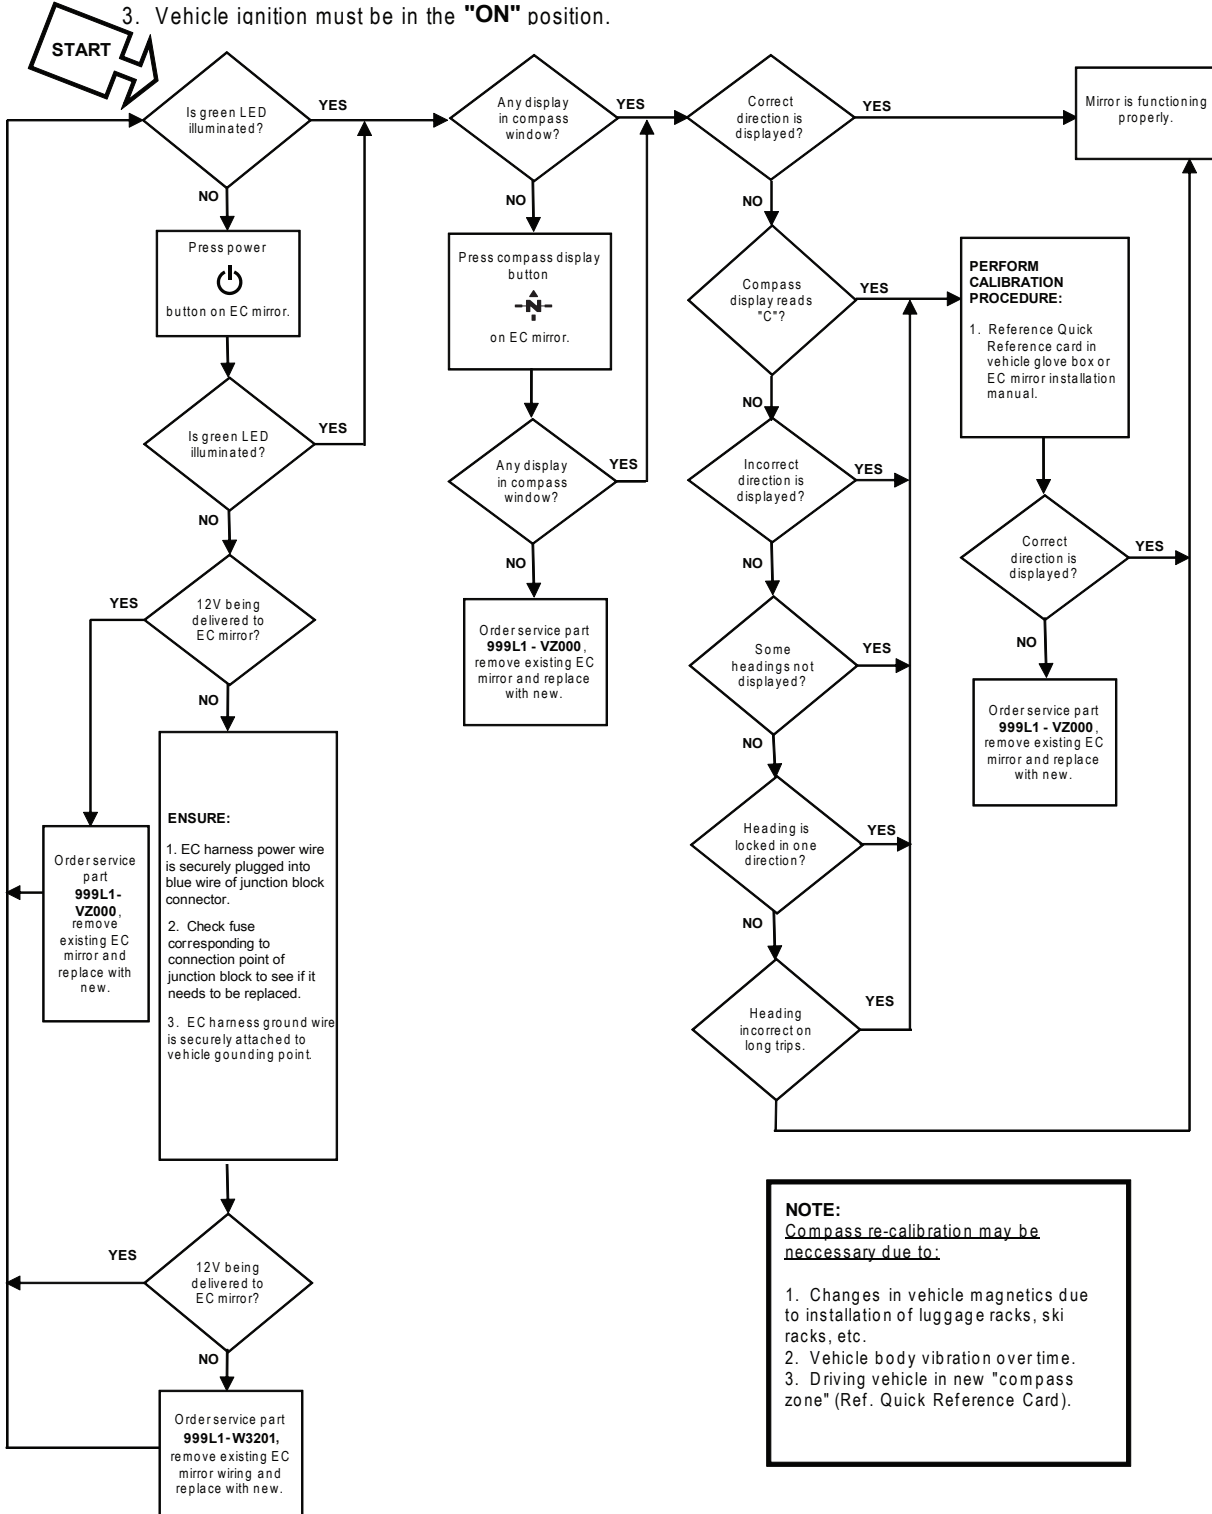 3. Vehicle ignition must be in the "ON" position.
START
Is green LED
illuminated?
YES
NO
Press power
button on EC mirror.
Is green LED
illuminated?
YES
NO
12V being
delivered to
EC mirror?
YES
NO
Order service
part
999L1-
VZ000,
remove
existing EC
mirror and
replace with
new.
ENSURE:
1. EC harness power wire
is securely plugged into
blue wire of junction block
connector.
2. Check fuse
corresponding to
connection point of
junction block to see if it
needs to be replaced.
3. EC harness ground wire
is securely attached to
vehicle gounding point.
12V being
delivered to
EC mirror?
YES
NO
Order service part
999L1-W3201,
remove existing EC
mirror wiring and
replace with new.
Any display
in compass
window?
YES
NO
Press compass display
button
N
on EC mirror.
Any display
in compass
window?
YES
NO
Order service part
999L1 - VZ000,
remove existing EC
mirror and replace
with new.
Correct
direction is
displayed?
YES
NO
Compass
display reads
"C"?
YES
NO
Incorrect
direction is
displayed?
YES
NO
Some
headings not
displayed?
YES
NO
Heading is
locked in one
direction?
YES
NO
Heading
incorrect on
long trips.
YES
Mirror is functioning
properly.
PERFORM
CALIBRATION
PROCEDURE:
1. Reference Quick
Reference card in
vehicle glove box or
EC mirror installation
manual.
Correct
direction is
displayed?
YES
NO
Order service part
999L1 - VZ000,
remove existing EC
mirror and replace
with new.
NOTE:
Compass re-calibration may be
neccessary due to:
1. Changes in vehicle magnetics due
to installation of luggage racks, ski
racks, etc.
2. Vehicle body vibration over time.
3. Driving vehicle in new "compass
zone" (Ref. Quick Reference Card).